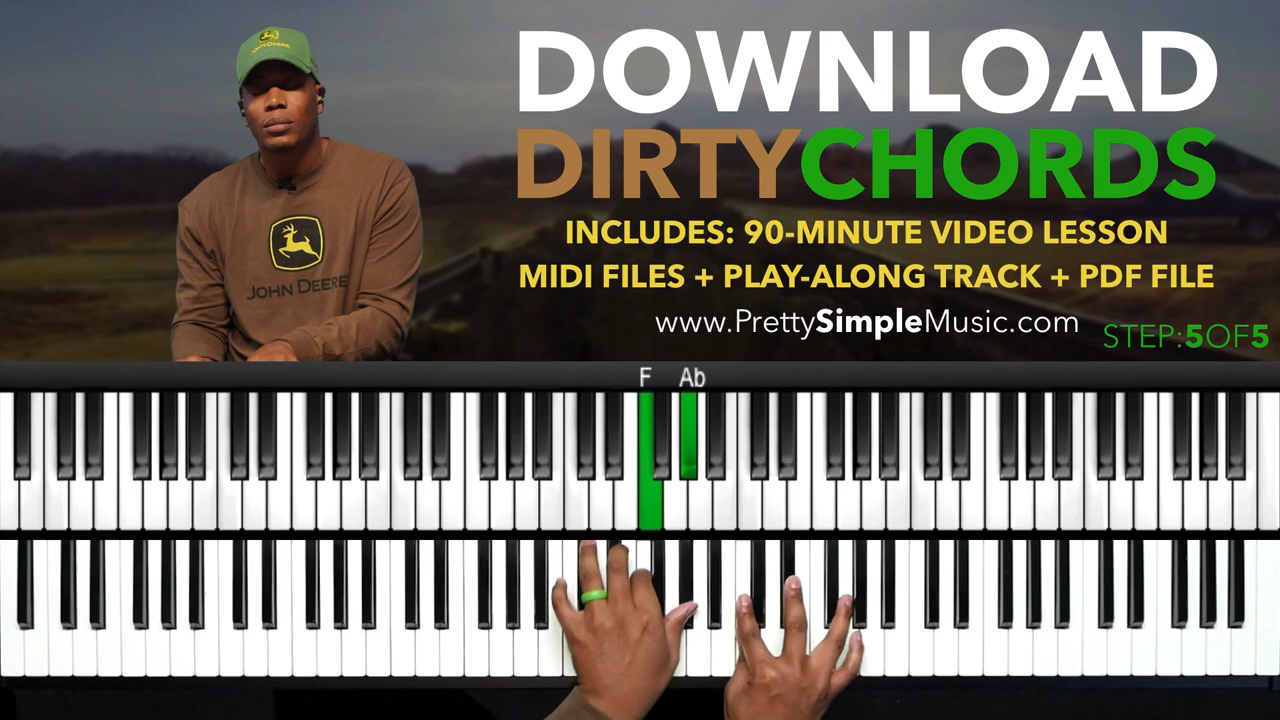 DOWNLOAD
DIRTYCHORDS
INCLUDES: 90-MINUTE VIDEO LESSON
MIDI FILES + PLAY-ALONG TRACK + PDF FILE
www.PrettySimpleMusic.com
STEP:5OF5
JOHN DEERE
JOHN DEERE
F Ab